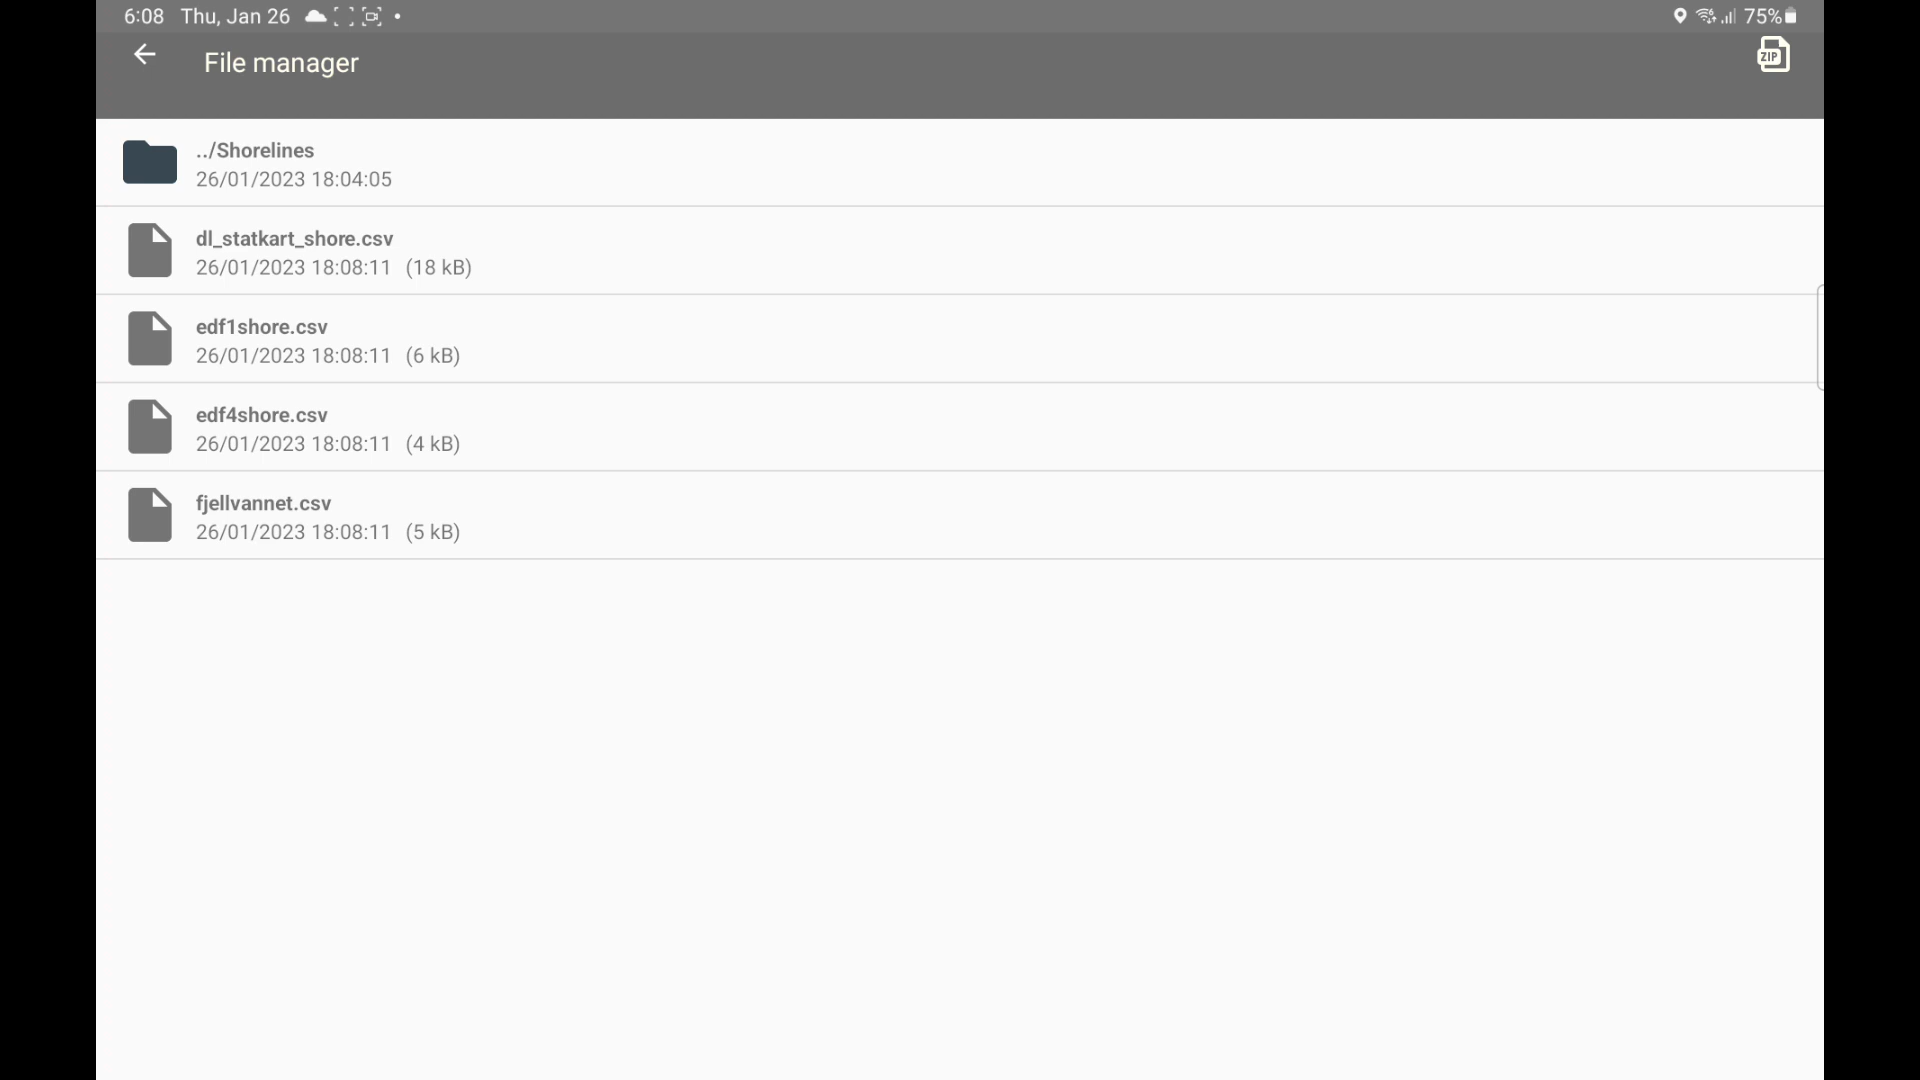 6:08 Thu, Jan 26
75%
File manager
ZIP
../Shorelines
26/01/2023 18:04:05
dl_statkart_shore.csv
26/01/2023 18:08:11 (18 kB)
edf1shore.csv
26/01/2023 18:08:11 (6 kB)
edf4shore.csv
26/01/2023 18:08:11 (4 kB)
fjellvannet.csv
26/01/2023 18:08:11 (5 kB)